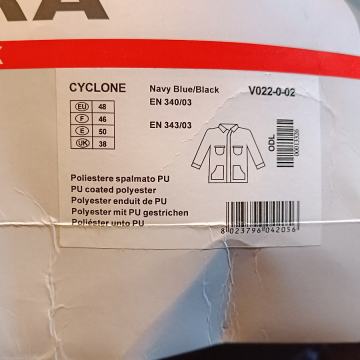 RA
CYCLONE Navy Blue/Black V022-0-02
EU 48 EN 340/03
F 46
E 50 EN 343/03
UK 38
ODL
00013326
Poliestere spalmato PU
PU coated polyester
Polyester enduit de PU
Polyester mit PU gestrichen
Poliéster unto PU
8 023796 042056